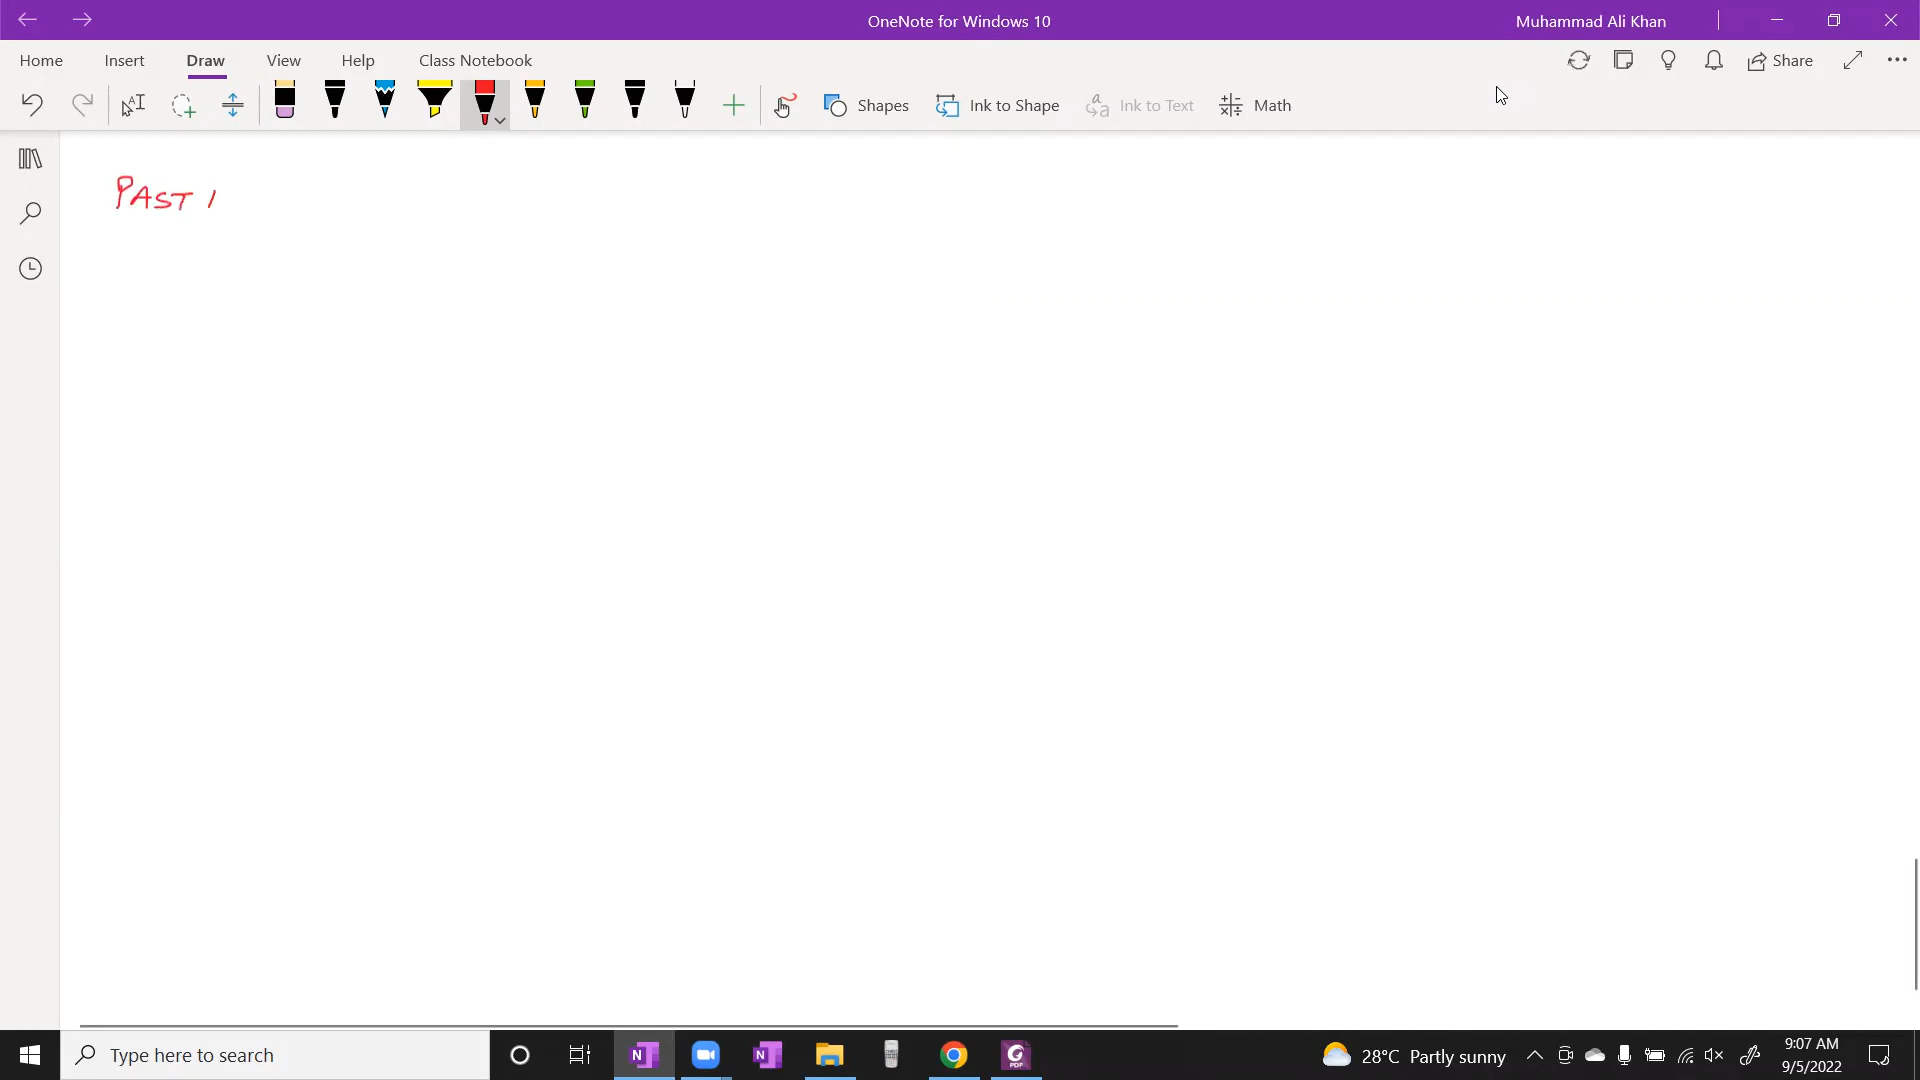 OneNote for Windows 10
Muhammad Ali Khan
Home Insert Draw View Help Class Notebook
Share
Shapes Ink to Shape Ink to Text Math
PAST
Type here to search
28°C Partly sunny
9:07 AM
9/5/2022